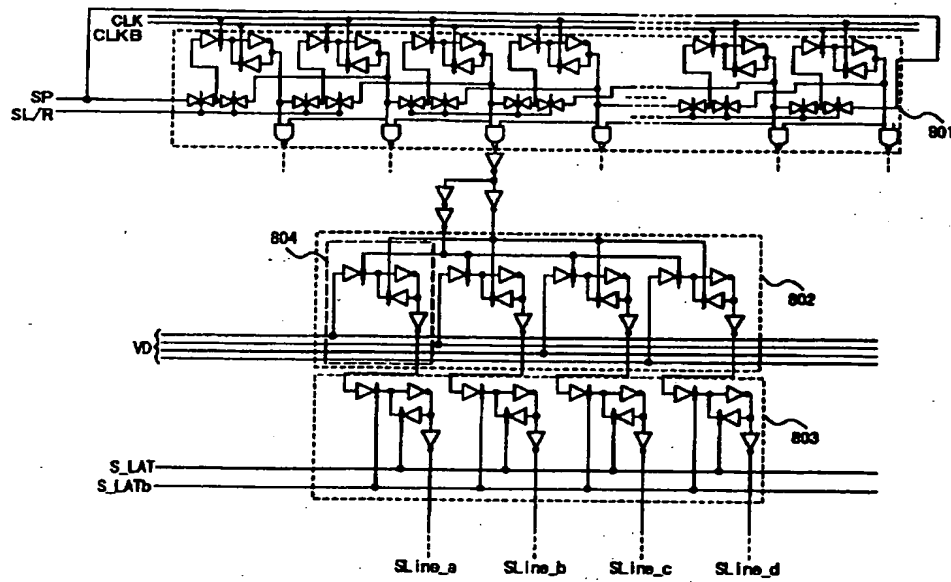 CLK
CLKB
SP
SL/R
801
804
802
VD
803
S_LAT
S_LATb
SLine_a SLine_b SLine_c SLine_d